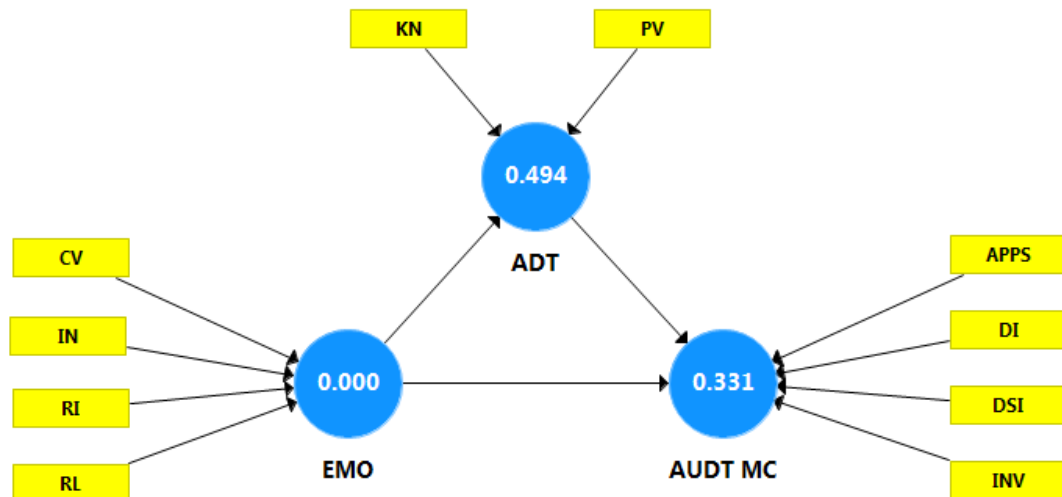 KN
PV
0.494
ADT
CV
IN
RI
RL
0.000
EMO
0.331
AUDT MC
APPS
DI
DSI
INV